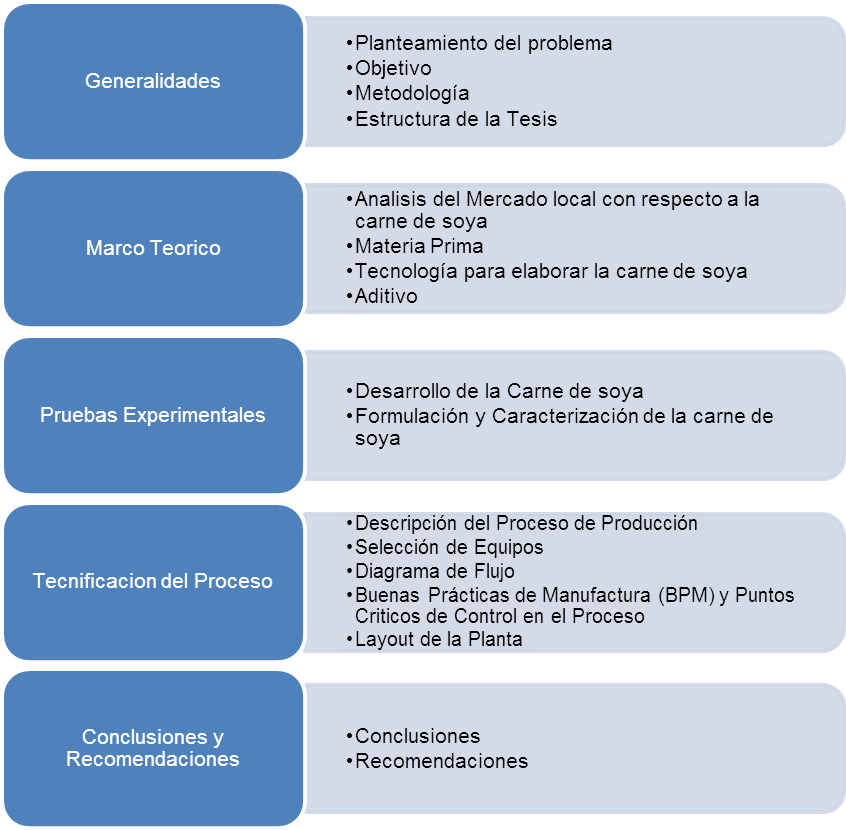 Generalidades
•Planteamiento del problema
•Objetivo
•Metodología
•Estructura de la Tesis
Marco Teorico
•Analisis del Mercado local con respecto a la
carne de soya
•Materia Prima
•Tecnología para elaborar la carne de soya
•Aditivo
Pruebas Experimentales
•Desarrollo de la Carne de soya
•Formulación y Caracterización de la carne de
soya
Tecnificacion del Proceso
•Descripción del Proceso de Producción
•Selección de Equipos
•Diagrama de Flujo
•Buenas Prácticas de Manufactura (BPM) y Puntos
Criticos de Control en el Proceso
•Layout de la Planta
Conclusiones y
Recomendaciones
•Conclusiones
•Recomendaciones